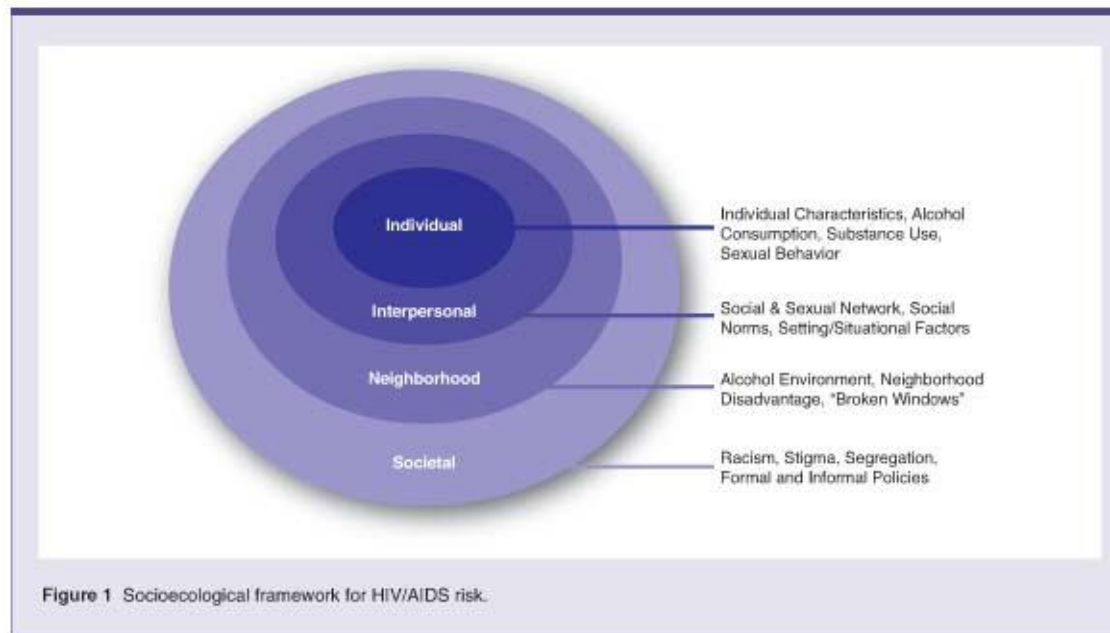 Individual
Individual Characteristics, Alcohol
Consumption, Substance Use,
Sexual Behavior
Interpersonal
Social & Sexual Network, Social
Norms, Setting/Situational Factors
Neighborhood
Alcohol Environment, Neighborhood
Disadvantage, "Broken Windows"
Societal
Racism, Stigma, Segregation,
Formal and Informal Policies
Figure 1 Socioecological framework for HIV/AIDS risk.